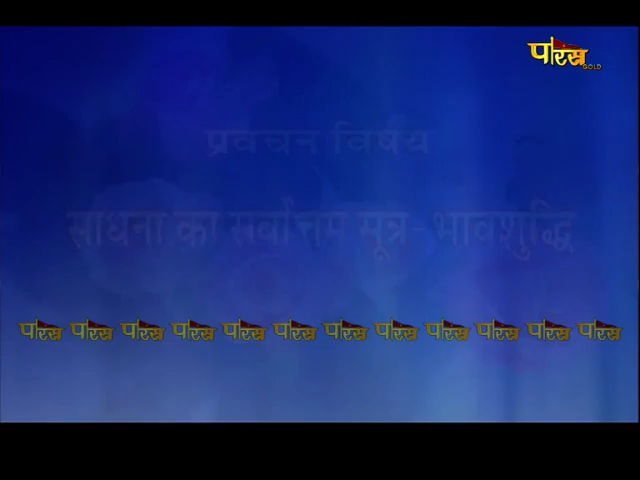 पारस
GOLD
प्रवचन विषय
साधना का सर्वोत्तम सूत्र-भावशुद्धि
पारस पारस पारस पारस पारस पारस पारस पारस पारस पारस पारस पारस